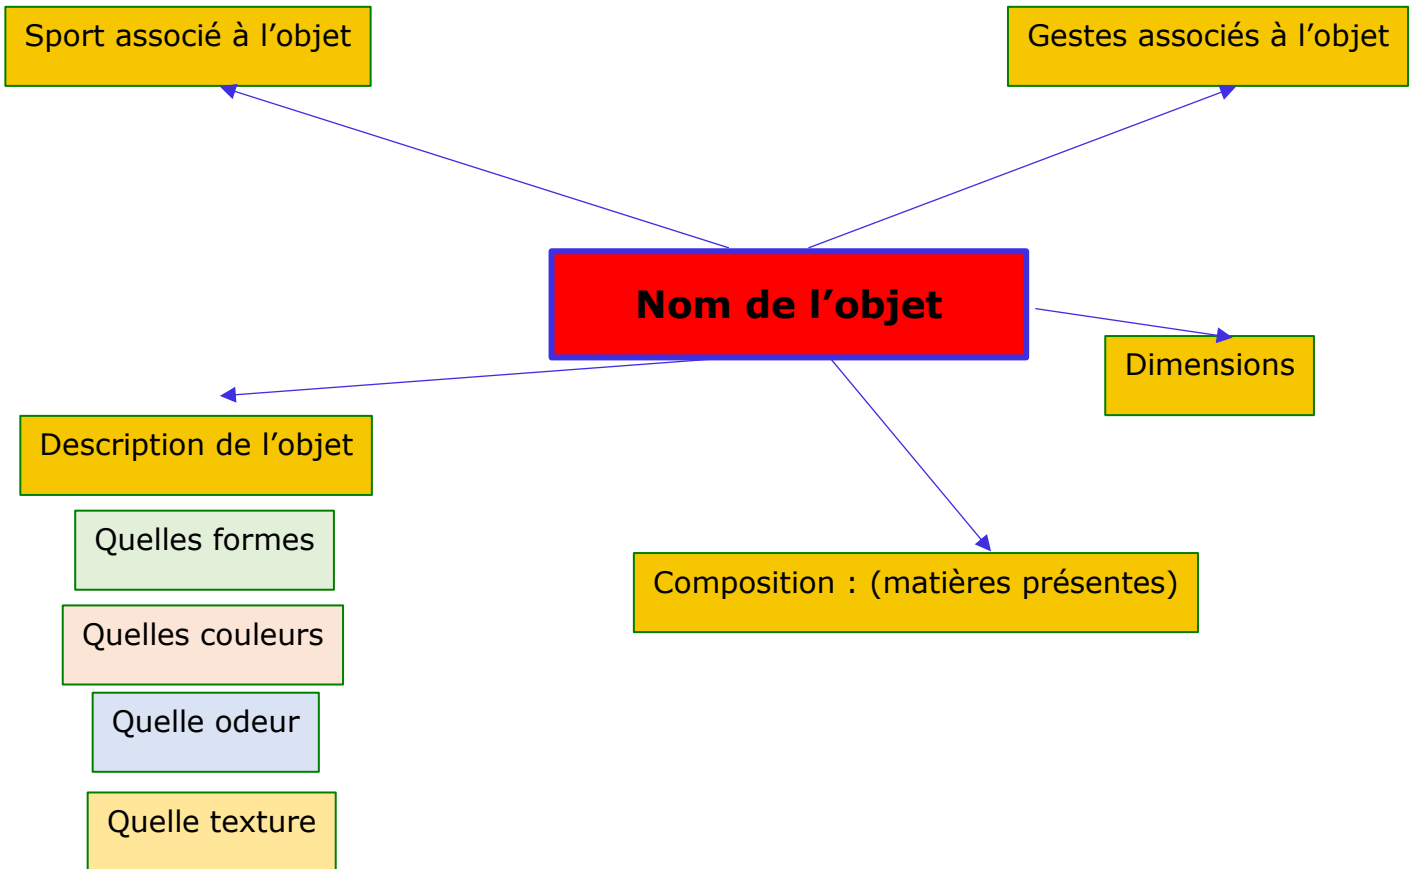 Sport associé à l’objet
Gestes associés à l’objet
Nom de l’objet
Dimensions
Description de l’objet
Quelles formes
Composition : (matières présentes)
Quelles couleurs
Quelle odeur
Quelle texture